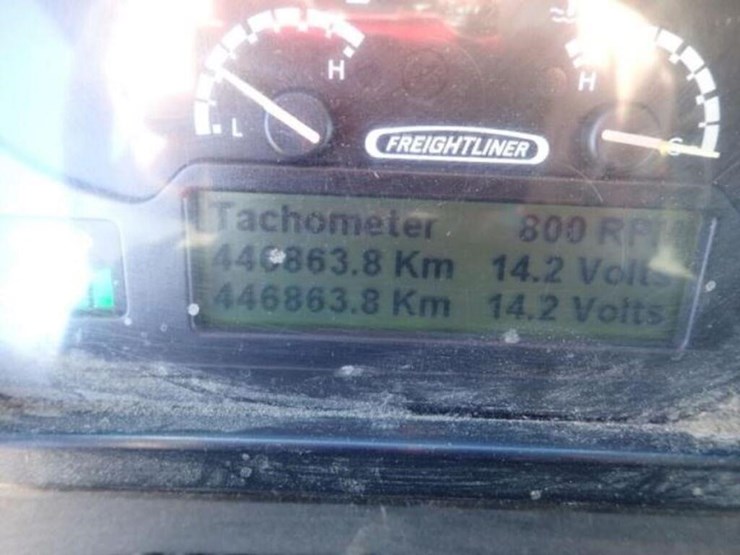 H
H
L
C
FREIGHTLINER
Tachometer 800 RPM
446863.8 Km 14.2 Volts
446863.8 Km 14.2 Volts